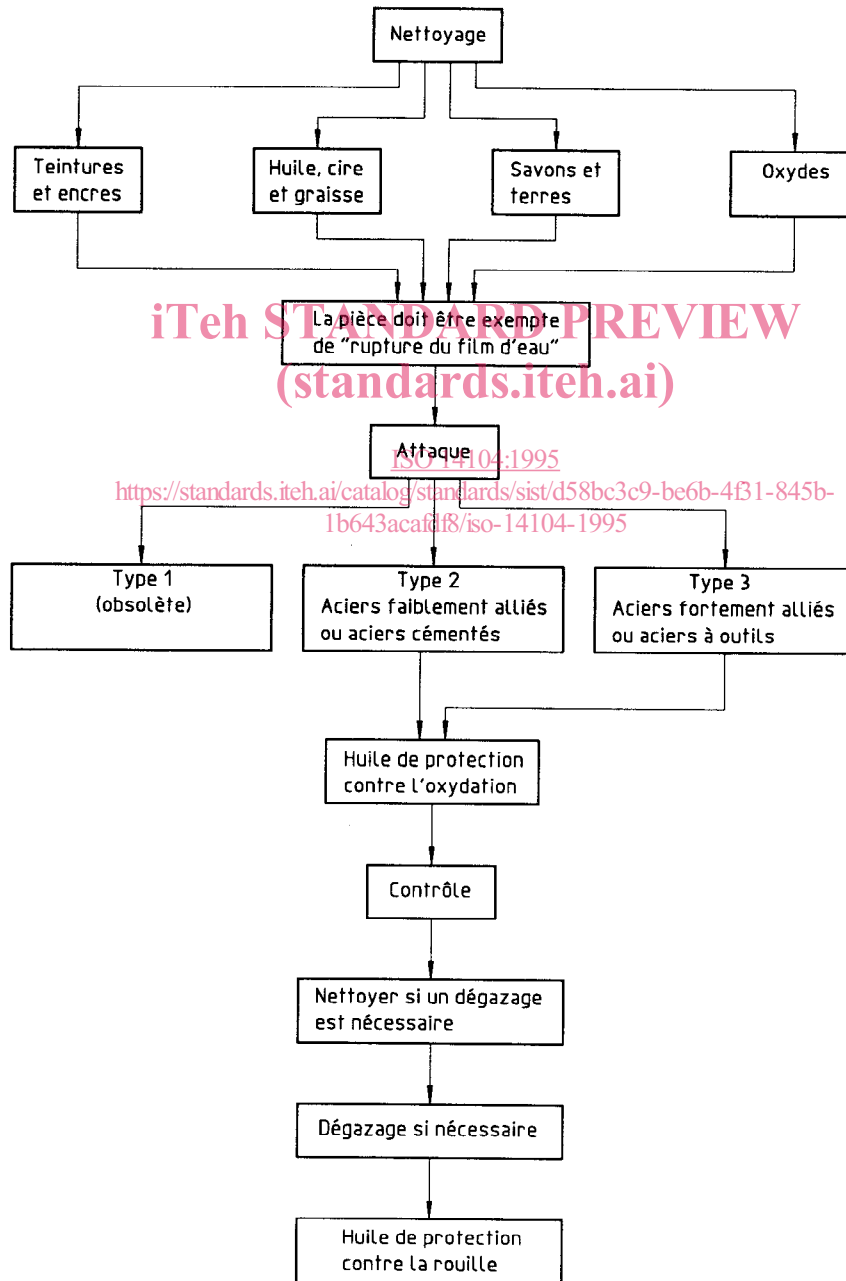 Nettoyage
Teintures
et encres
Huile, cire
et graisse
Savons et
terres
Oxydes
iTeh STANDARD PREVIEW
La pièce doit être exempte
de "rupture du film d'eau"
(standards.iteh.ai)
Attaque
ISO 14104:1995
https://standards.iteh.ai/catalog/standards/sist/d58bc3c9-be6b-4f31-845b-
1b643acafdf8/iso-14104-1995
Type 1
(obsolète)
Type 2
Aciers faiblement alliés
ou aciers cémentés
Type 3
Aciers fortement alliés
ou aciers à outils
Huile de protection
contre l'oxydation
Contrôle
Nettoyer si un dégazage
est nécessaire
Dégazage si nécessaire
Huile de protection
contre la rouille